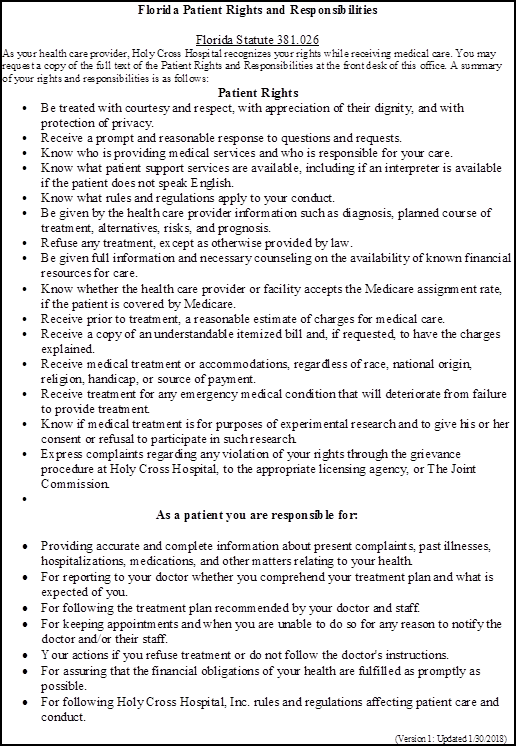 Florida Patient Rights and Responsibilities
Florida Statute 381.026
As your health care provider, Holy Cross Hospital recognizes your rights while receiving medical care. You may
request a copy of the full text of the Patient Rights and Responsibilities at the front desk of this office. A summary
of your rights and responsibilities is as follows:
Patient Rights
• Be treated with courtesy and respect, with appreciation of their dignity, and with
protection of privacy.
• Receive a prompt and reasonable response to questions and requests.
• Know who is providing medical services and who is responsible for your care.
• Know what patient support services are available, including if an interpreter is available
if the patient does not speak English.
• Know what rules and regulations apply to your conduct.
• Be given by the health care provider information such as diagnosis, planned course of
treatment, alternatives, risks, and prognosis.
• Refuse any treatment, except as otherwise provided by law.
• Be given full information and necessary counseling on the availability of known financial
resources for care.
• Know whether the health care provider or facility accepts the Medicare assignment rate,
if the patient is covered by Medicare.
• Receive prior to treatment, a reasonable estimate of charges for medical care.
• Receive a copy of an understandable itemized bill and, if requested, to have the charges
explained.
• Receive medical treatment or accommodations, regardless of race, national origin,
religion, handicap, or source of payment.
• Receive treatment for any emergency medical condition that will deteriorate from failure
to provide treatment.
• Know if medical treatment is for purposes of experimental research and to give his or her
consent or refusal to participate in such research.
• Express complaints regarding any violation of your rights through the grievance
procedure at Holy Cross Hospital, to the appropriate licensing agency, or The Joint
Commission.
•
As a patient you are responsible for:
• Providing accurate and complete information about present complaints, past illnesses,
hospitalizations, medications, and other matters relating to your health.
• For reporting to your doctor whether you comprehend your treatment plan and what is
expected of you.
• For following the treatment plan recommended by your doctor and staff.
• For keeping appointments and when you are unable to do so for any reason to notify the
doctor and/or their staff.
• Your actions if you refuse treatment or do not follow the doctor's instructions.
• For assuring that the financial obligations of your health are fulfilled as promptly as
possible.
• For following Holy Cross Hospital, Inc. rules and regulations affecting patient care and
conduct.
(Version 1: Updated 1/30/2018)